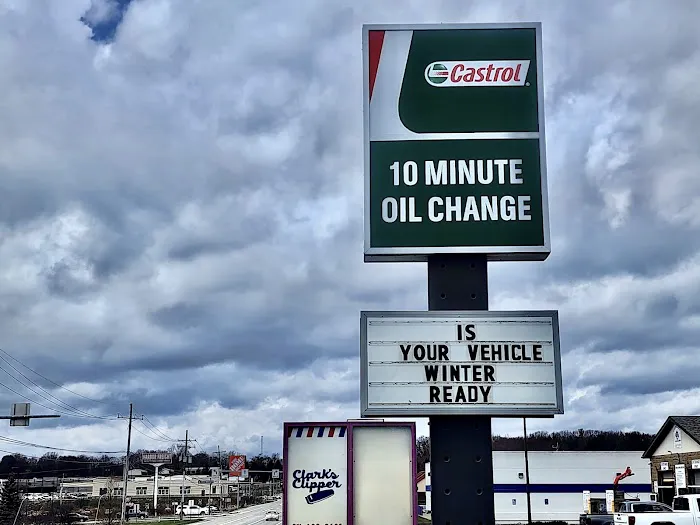 Castrol
10 MINUTE
OIL CHANGE
IS
YOUR VEHICLE
WINTER
READY
Clark's
Clipper